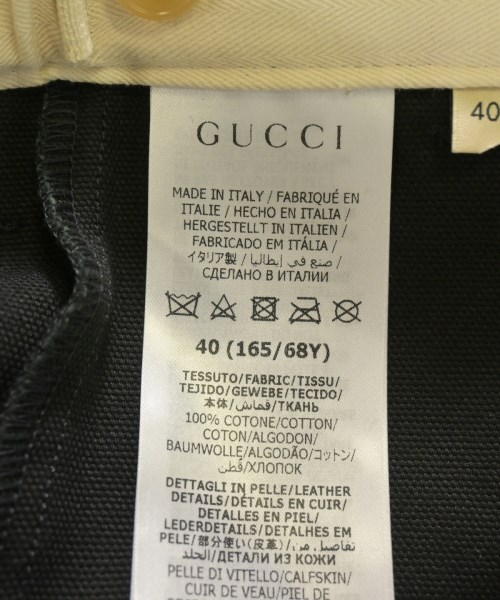 GUCCI
40
MADE IN ITALY / FABRIQUÉ EN
ITALIE / HECHO EN ITALIA /
HERGESTELLT IN ITALIEN /
FABRICADO EM ITÁLIA /
イタリア製 / صنع في إيطاليا /
СДЕЛАНО В ИТАЛИИ
40 (165/68Y)
TESSUTO/FABRIC/TISSU/
TEJIDO/GEWEBE/TECIDO/
本体/قماش/ТКАНЬ
100% COTONE/COTTON/
COTON/ALGODON/
BAUMWOLLE/ALGODÃO/コットン/
قطن/ХЛОПОК
DETTAGLI IN PELLE/LEATHER
DETAILS/DÉTAILS EN CUIR/
DETALLES EN PIEL/
LEDERDETAILS/DETALHES EM
PELE/部分使い(皮革)/تفاصيل من
الجلد/ДЕТАЛИ ИЗ КОЖИ
PELLE DI VITELLO/CALFSKIN/
CUIR DE VEAU/PIEL DE